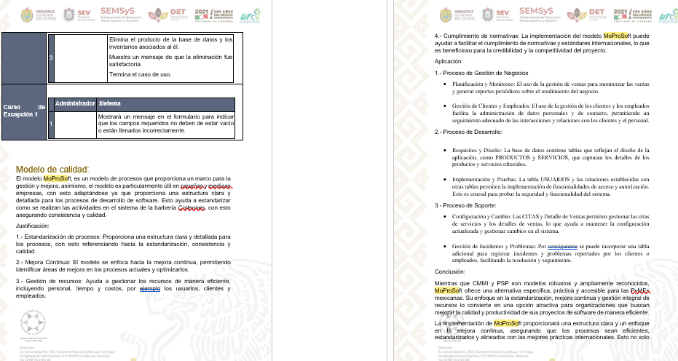 SEV
SEMSys
DET
2021
Elimina el producto de la base de datos y los
inventarios asociados al él.
3
Muestra un mensaje de que la eliminación fue
satisfactoria.
Termina el caso de uso.
Curso de
Excepción 1
Administrador Sistema
1
Mostrará un mensaje en el formulario para indicar
que los campos requeridos no deben de estar vacío
o están llenados incorrectamente.
Modelo de calidad:
El modelo MoProSoft, es un modelo de procesos que proporciona un marco para la
gestión y mejora, asimismo, el modelo es particularmente útil en
empresas, con esto adaptándose ya que proporciona una estructura clara y
detallada para los procesos de desarrollo de software. Esto ayuda a estandarizar
como se realizan las actividades en el sistema de la barbería con esto
asegurando consistencia y calidad.
Justificación:
1.- Estandarización de procesos: Proporciona una estructura clara y detallada para
los procesos, con esto referenciando hacia la estandarización, consistencia y
calidad.
2.- Mejora Continua: El modelo se enfoca hacia la mejora continua, permitiendo
identificar áreas de mejora en los procesos actuales y optimizarlos.
3.- Gestión de recursos: Ayuda a gestionar los recursos de manera eficiente,
incluyendo personal, tiempo y costos, por ejemplo los usuarios, clientes y
empleados.
SEV
SEMSys
DET
2021
4.- Cumplimiento de normativas: La implementación del modelo MoProSoft puede
ayudar a facilitar el cumplimiento de normativas y estándares internacionales, lo que
es beneficioso para la credibilidad y la competitividad del proyecto.
Aplicación:
1.- Proceso de Gestión de Negocios
• Planificación y Monitoreo: El uso de la gestión de ventas para monitorear las ventas
y generar reportes periódicos sobre el rendimiento del negocio.
• Gestión de Clientes y Empleados: El uso de la gestión de los clientes y los empleados
facilita la administración de datos personales y de contacto, permitiendo un
seguimiento adecuado de las interacciones y relaciones con los clientes y el personal.
2.- Proceso de Desarrollo:
• Requisitos y Diseño: La base de datos contiene tablas que reflejan el diseño de la
aplicación, como PRODUCTOS Y SERVICIOS, que capturan los detalles de los
productos y servicios ofrecidos.
• Implementación y Pruebas: La tabla USUARIOS y las relaciones establecidas con
otras tablas permiten la implementación de funcionalidades de acceso y autorización.
Esto es crucial para probar la seguridad y funcionalidad del sistema.
3.- Proceso de Soporte:
• Configuración y Cambio: Las CITAS y Detalle de Ventas permiten gestionar las citas
de servicios y los detalles de ventas, lo que ayuda a mantener la configuración
actualizada y gestionar cambios en el sistema.
• Gestión de Incidentes y Problemas: Por consiguiente se puede incorporar una tabla
adicional para registrar incidentes y problemas reportados por los clientes o
empleados, facilitando la resolución y seguimiento.
Conclusión:
Mientras que CMMI y PSP son modelos robustos y ampliamente reconocidos,
MoProSoft ofrece una alternativa específica, práctica y accesible para las PyMEs
mexicanas. Su enfoque en la estandarización, mejora continua y gestión integral de
recursos lo convierte en una opción atractiva para organizaciones que buscan
mejorar la calidad y productividad de sus proyectos de software de manera eficiente.
La implementación de MoProSoft proporcionará una estructura clara y un enfoque
en la mejora continua, asegurando que los procesos sean eficientes,
estandarizados y alineados con las mejores prácticas internacionales. Esto no solo